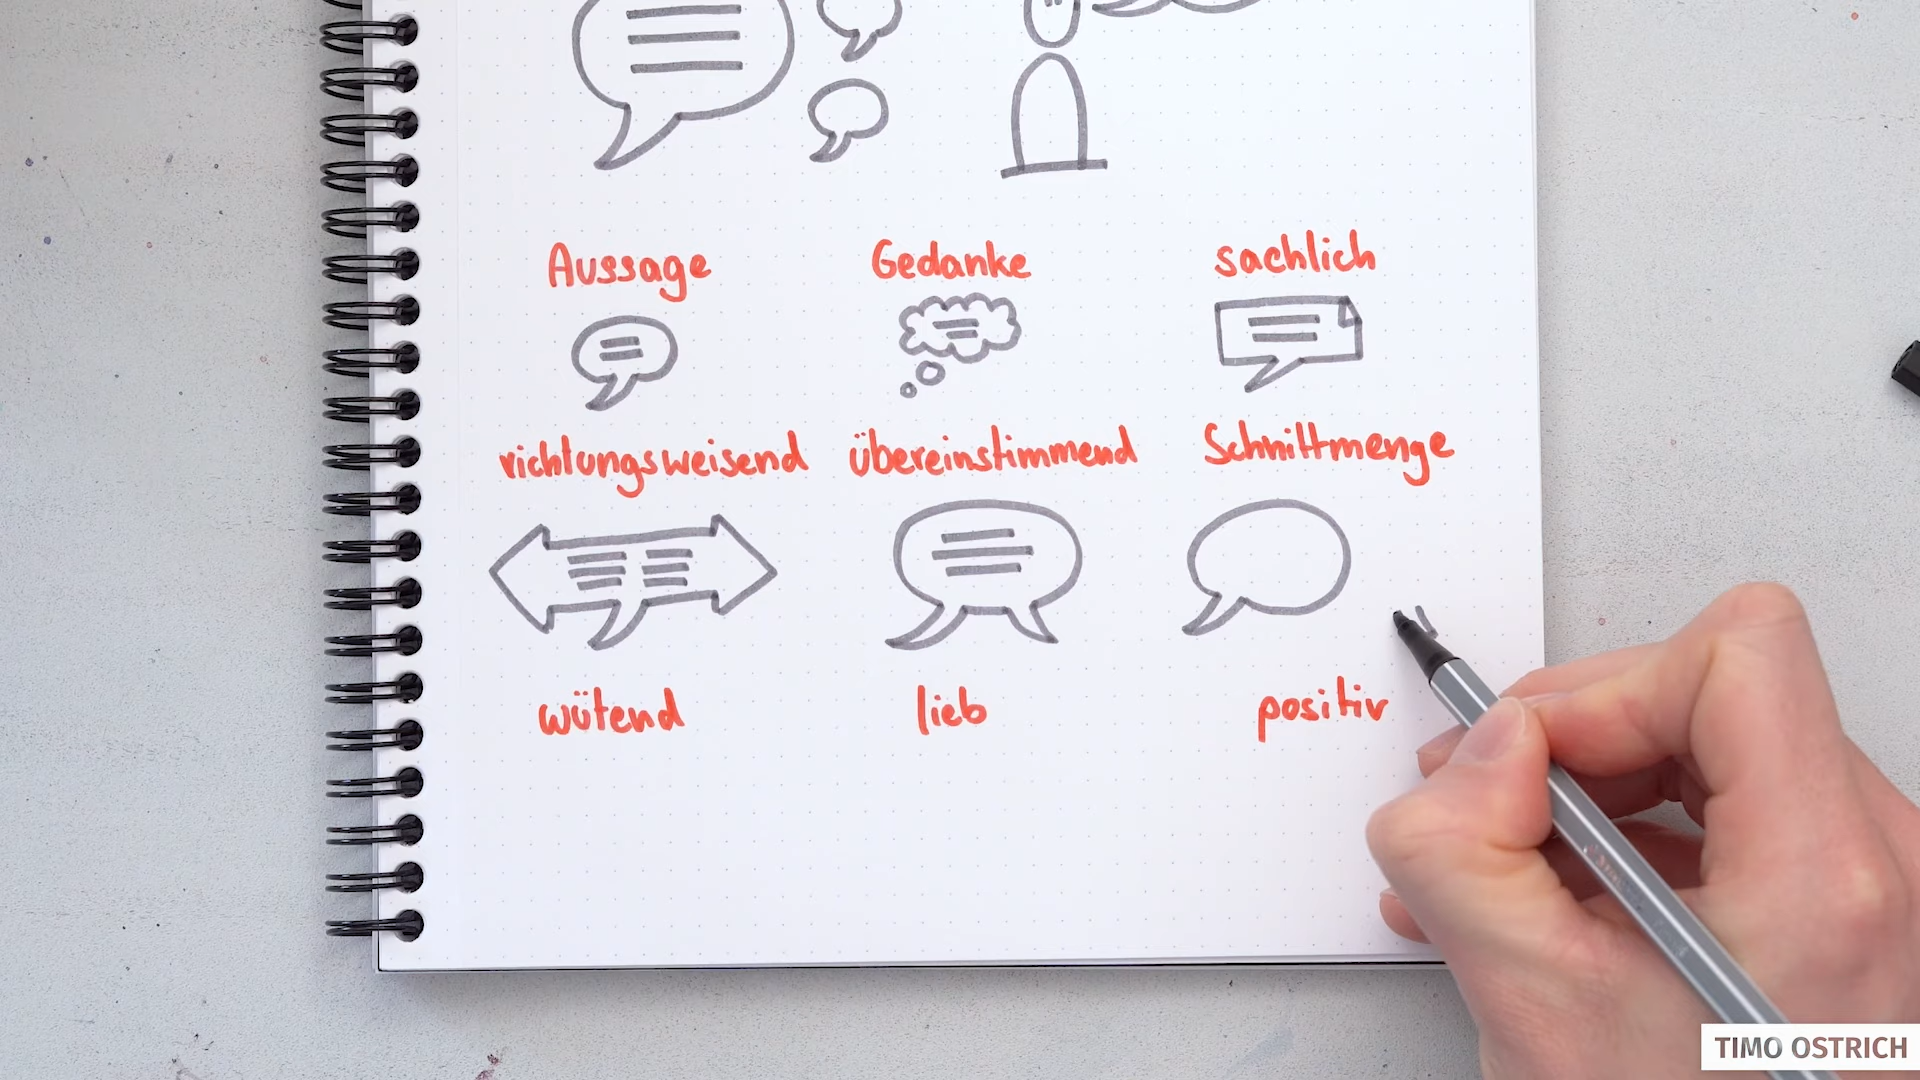 Aussage Gedanke sachlich
richtungsweisend übereinstimmend Schnittmenge
wütend lieb positiv
TIMO OSTRICH